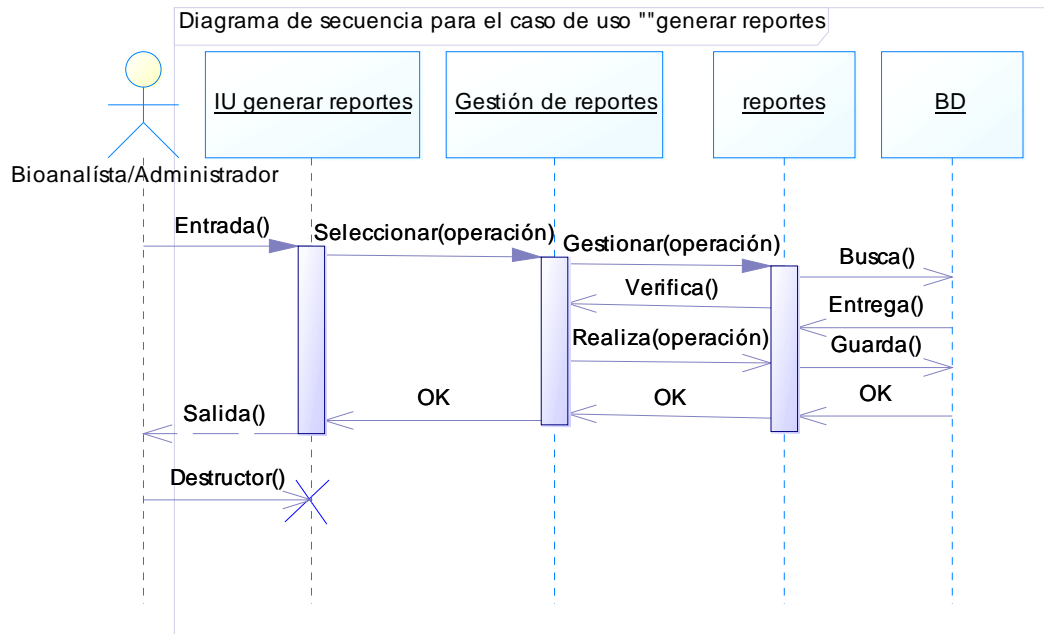 Diagrama de secuencia para el caso de uso ""generar reportes
IU generar reportes
Gestión de reportes
reportes
BD
Bioanalísta/Administrador
Entrada()
Seleccionar(operación)
Gestionar(operación)
Busca()
Verifica()
Entrega()
Realiza(operación)
Guarda()
Salida()
OK
OK
OK
Destructor()